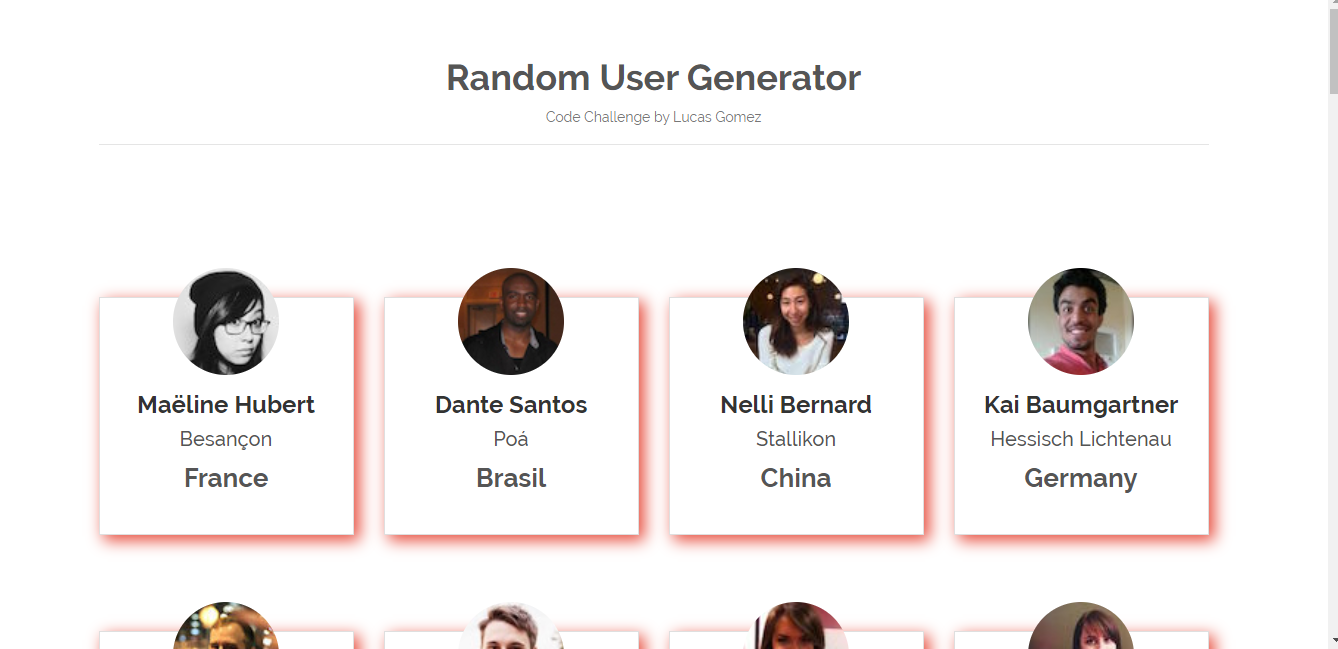 Random User Generator
Code Challenge by Lucas Gomez
Maëline Hubert
Besançon
France
Dante Santos
Poá
Brasil
Nelli Bernard
Stallikon
China
Kai Baumgartner
Hessisch Lichtenau
Germany